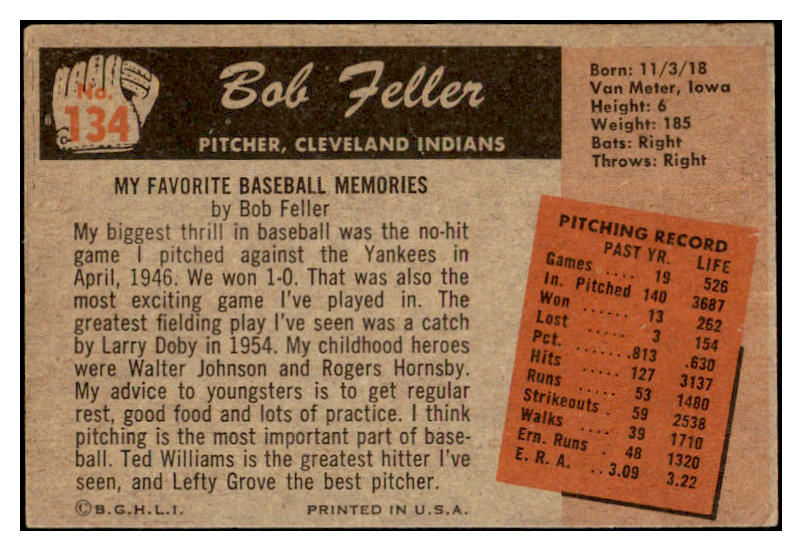 No.
134
Bob Feller
PITCHER, CLEVELAND INDIANS
Born: 11/3/18
Van Meter, Iowa
Height: 6
Weight: 185
Bats: Right
Throws: Right
MY FAVORITE BASEBALL MEMORIES
by Bob Feller
My biggest thrill in baseball was the no-hit
game I pitched against the Yankees in
April, 1946. We won 1-0. That was also the
most exciting game I've played in. The
greatest fielding play I've seen was a catch
by Larry Doby in 1954. My childhood heroes
were Walter Johnson and Rogers Hornsby.
My advice to youngsters is to get regular
rest, good food and lots of practice. I think
pitching is the most important part of base-
ball. Ted Williams is the greatest hitter I've
seen, and Lefty Grove the best pitcher.
PITCHING RECORD
PAST YR. LIFE
Games .... 19 526
In. Pitched 140 3687
Won ...... 13 262
Lost ..... 3 154
Pct. ...... .813 .630
Hits ..... 127 3137
Runs ..... 53 1480
Strikeouts . 59 2538
Walks .... 39 1710
Ern. Runs . 48 1320
E. R. A. .. 3.09 3.22
©B.G.H.L.I. PRINTED IN U.S.A.